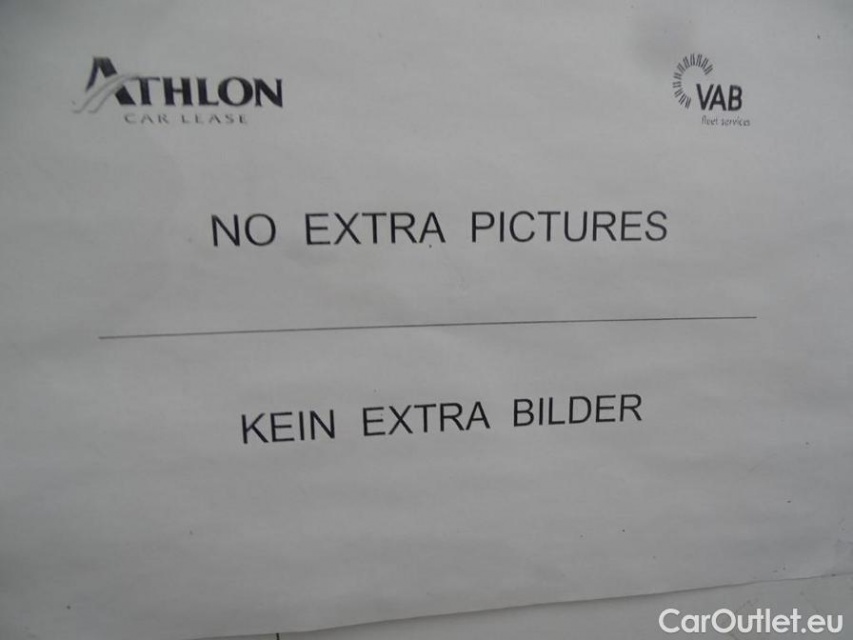 ATHLON
CAR LEASE
VAB
fleet services
NO EXTRA PICTURES
KEIN EXTRA BILDER
CarOutlet.eu